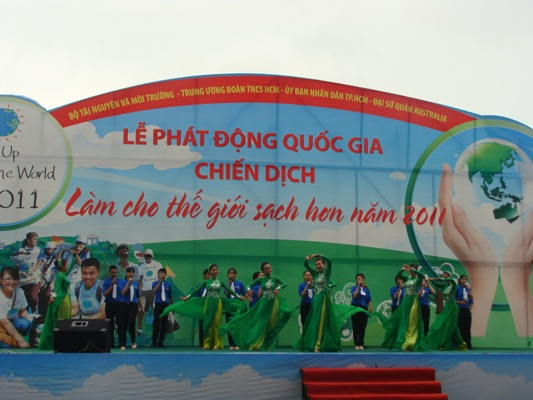 BỘ TÀI NGUYÊN VÀ MÔI TRƯỜNG - TRUNG ƯƠNG ĐOÀN TNCS HCM - ỦY BAN NHÂN DÂN TP.HCM - ĐẠI SỨ QUÁN AUSTRALIA
LỄ PHÁT ĐỘNG QUỐC GIA
CHIẾN DỊCH
Làm cho thế giới sạch hơn năm 2011
Up
the World
2011